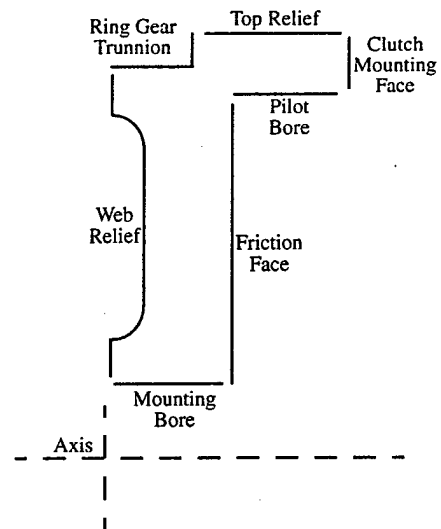 Ring Gear
Trunnion
Top Relief
Clutch
Mounting
Face
Pilot
Bore
Web
Relief
Friction
Face
Mounting
Bore
Axis